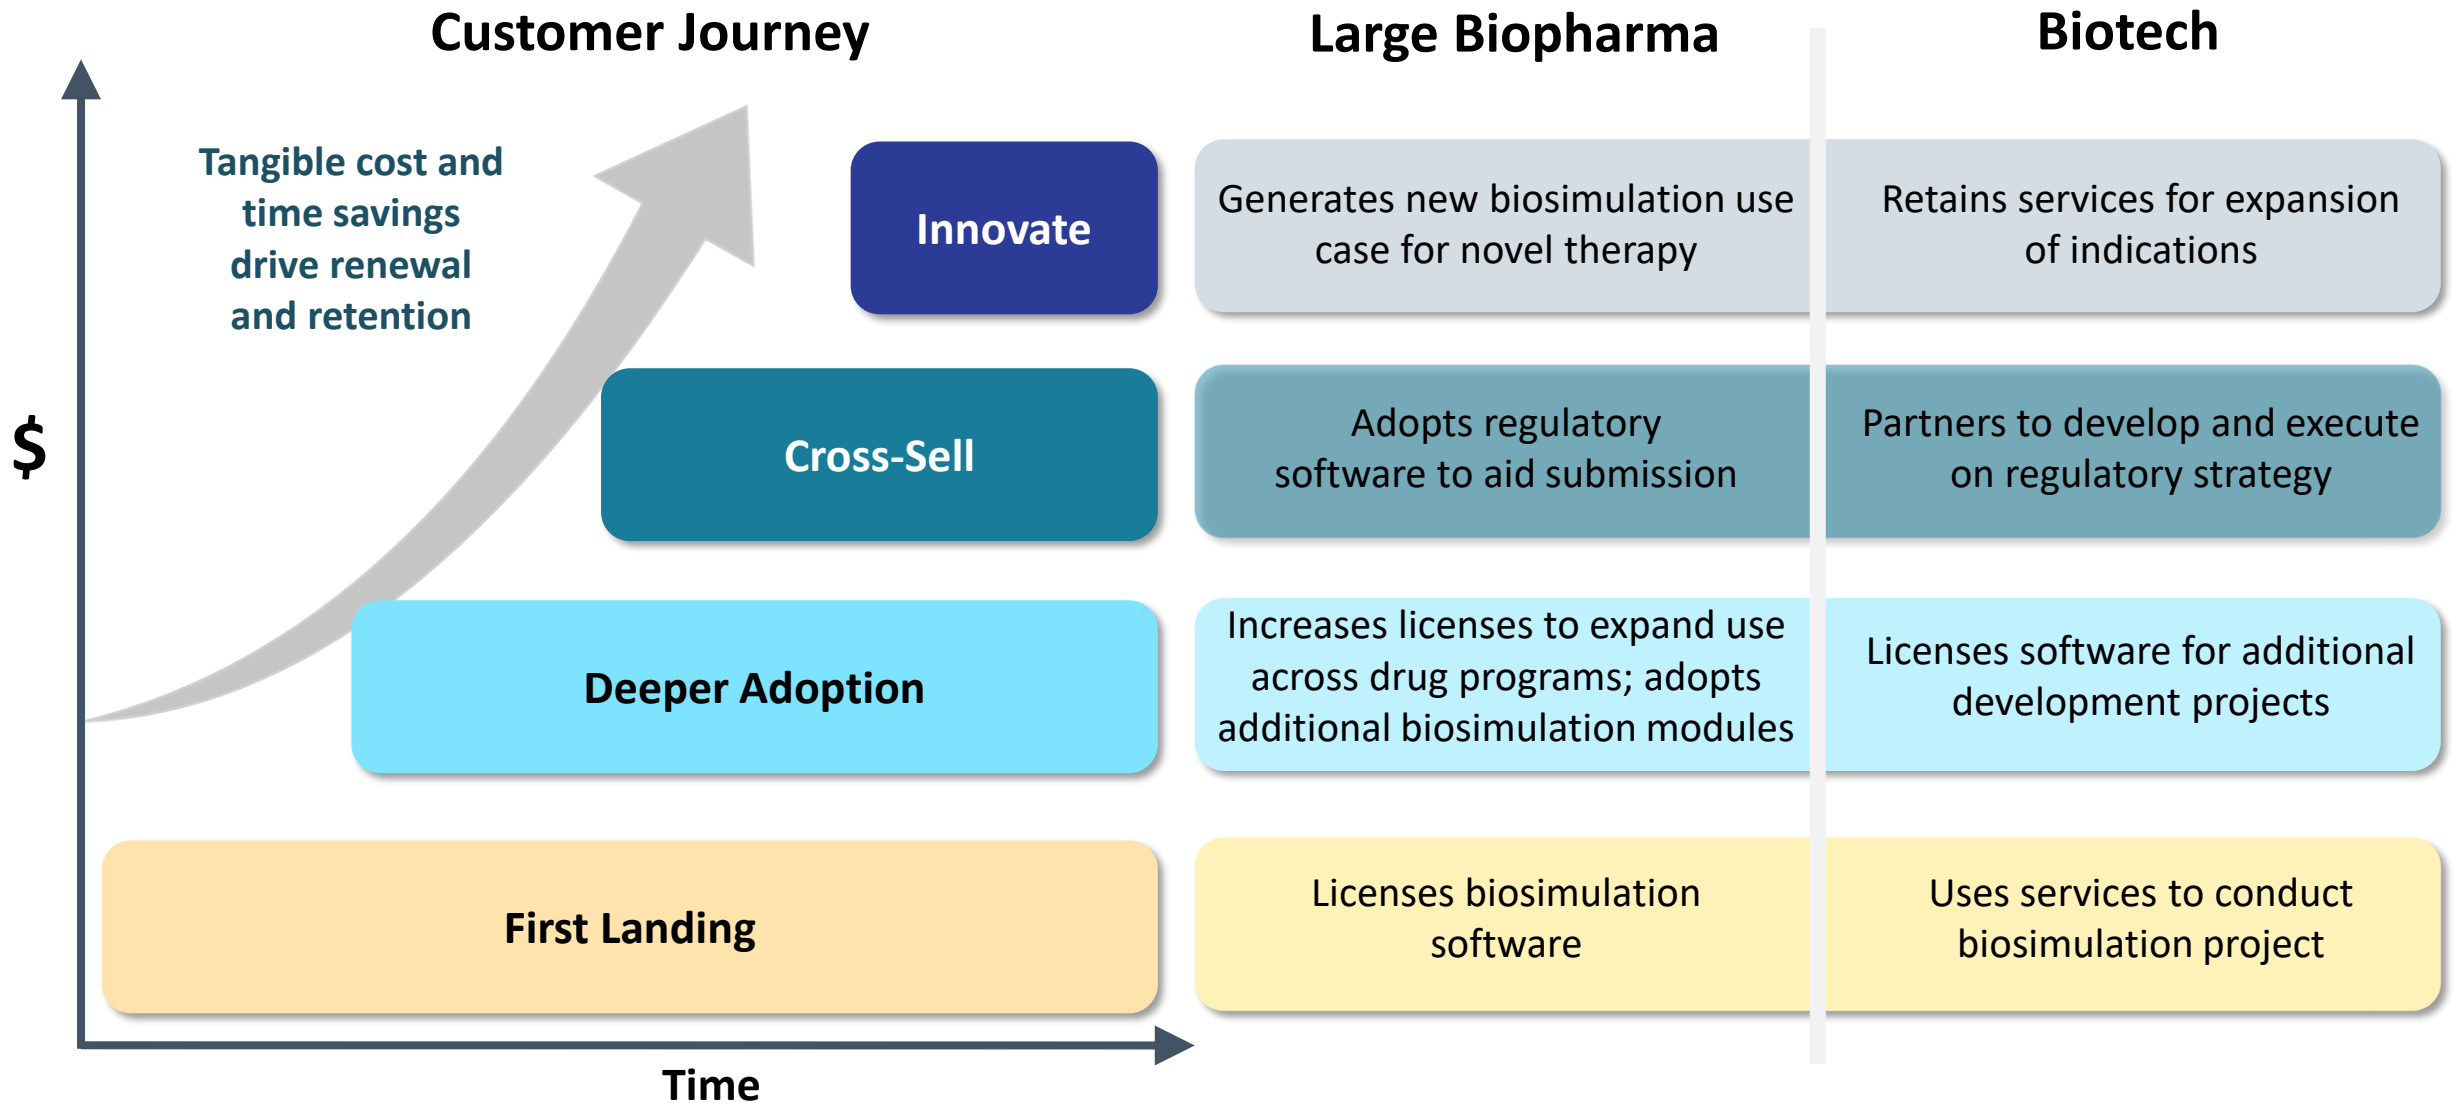 Customer Journey
Large Biopharma
Biotech
Tangible cost and
time savings
drive renewal
and retention
$
Innovate
Generates new biosimulation use
case for novel therapy
Retains services for expansion
of indications
Cross-Sell
Adopts regulatory
software to aid submission
Partners to develop and execute
on regulatory strategy
Deeper Adoption
Increases licenses to expand use
across drug programs; adopts
additional biosimulation modules
Licenses software for additional
development projects
First Landing
Licenses biosimulation
software
Uses services to conduct
biosimulation project
Time